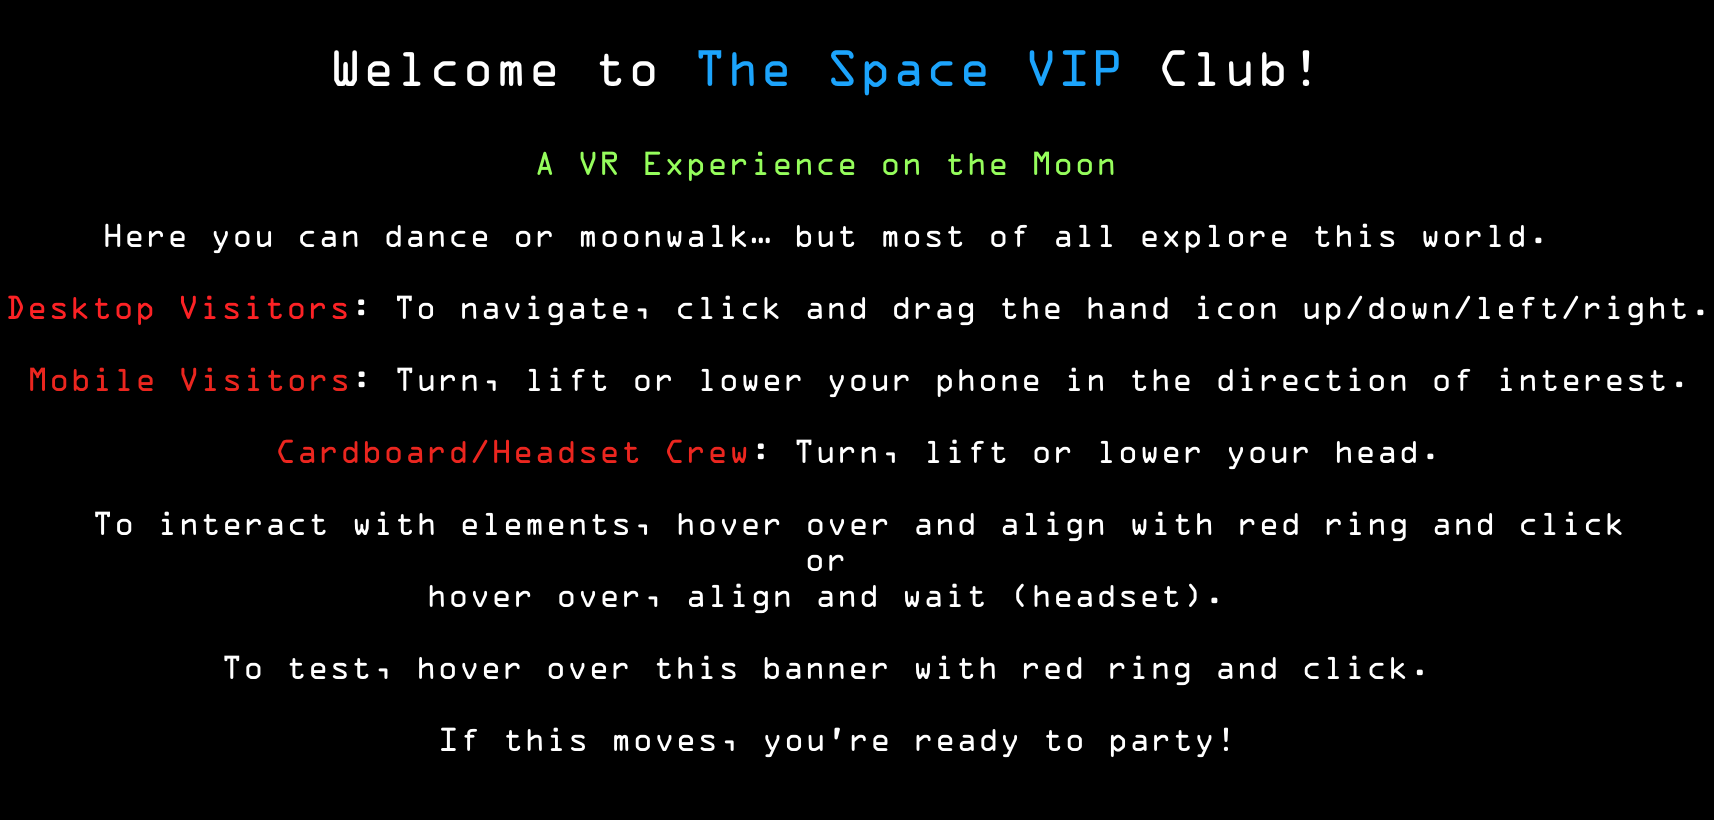 Welcome to The Space VIP Club!
A VR Experience on the Moon
Here you can dance or moonwalk… but most of all explore this world.
Desktop Visitors: To navigate, click and drag the hand icon up/down/left/right.
Mobile Visitors: Turn, lift or lower your phone in the direction of interest.
Cardboard/Headset Crew: Turn, lift or lower your head.
To interact with elements, hover over and align with red ring and click
or
hover over, align and wait (headset).
To test, hover over this banner with red ring and click.
If this moves, you're ready to party!